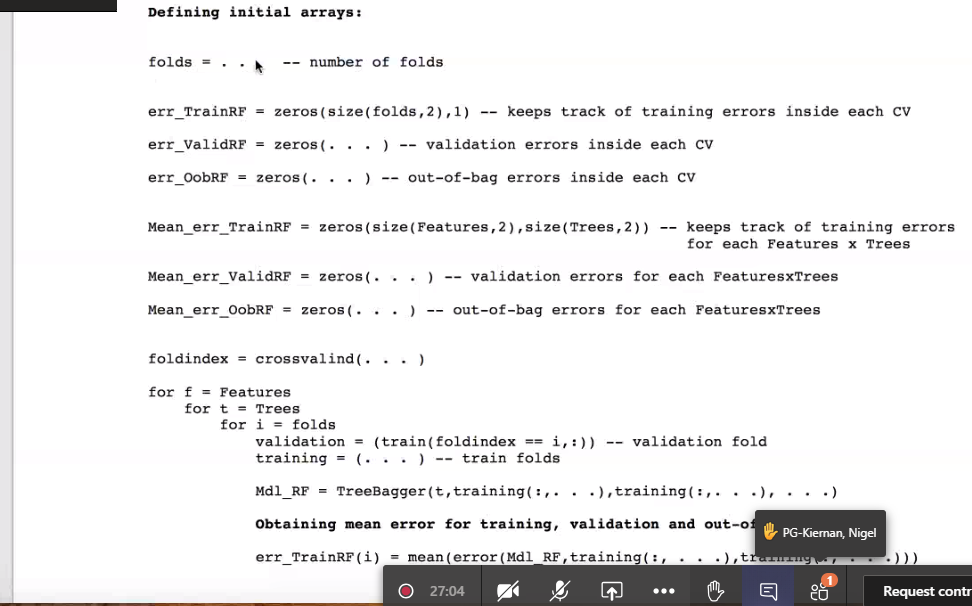 Defining initial arrays:
folds = . . -- number of folds
err_TrainRF = zeros(size(folds,2),1) -- keeps track of training errors inside each CV
err_ValidRF = zeros(. . . ) -- validation errors inside each CV
err_OobRF = zeros(. . . ) -- out-of-bag errors inside each CV
Mean_err_TrainRF = zeros(size(Features,2),size(Trees,2)) -- keeps track of training errors
for each Features x Trees
Mean_err_ValidRF = zeros(. . . ) -- validation errors for each FeaturesxTrees
Mean_err_OobRF = zeros(. . . ) -- out-of-bag errors for each FeaturesxTrees
foldindex = crossvalind(. . . )
for f = Features
for t = Trees
for i = folds
validation = (train(foldindex == i,:)) -- validation fold
training = (. . . ) -- train folds
Mdl_RF = TreeBagger(t,training(:,. . .),training(:,. . .), . . .)
Obtaining mean error for training, validation and out-of
PG-Kiernan, Nigel
err_TrainRF(i) = mean(error(Mdl_RF,training(:, . . .),training(:, . . .)))
27:04
1
Request contr